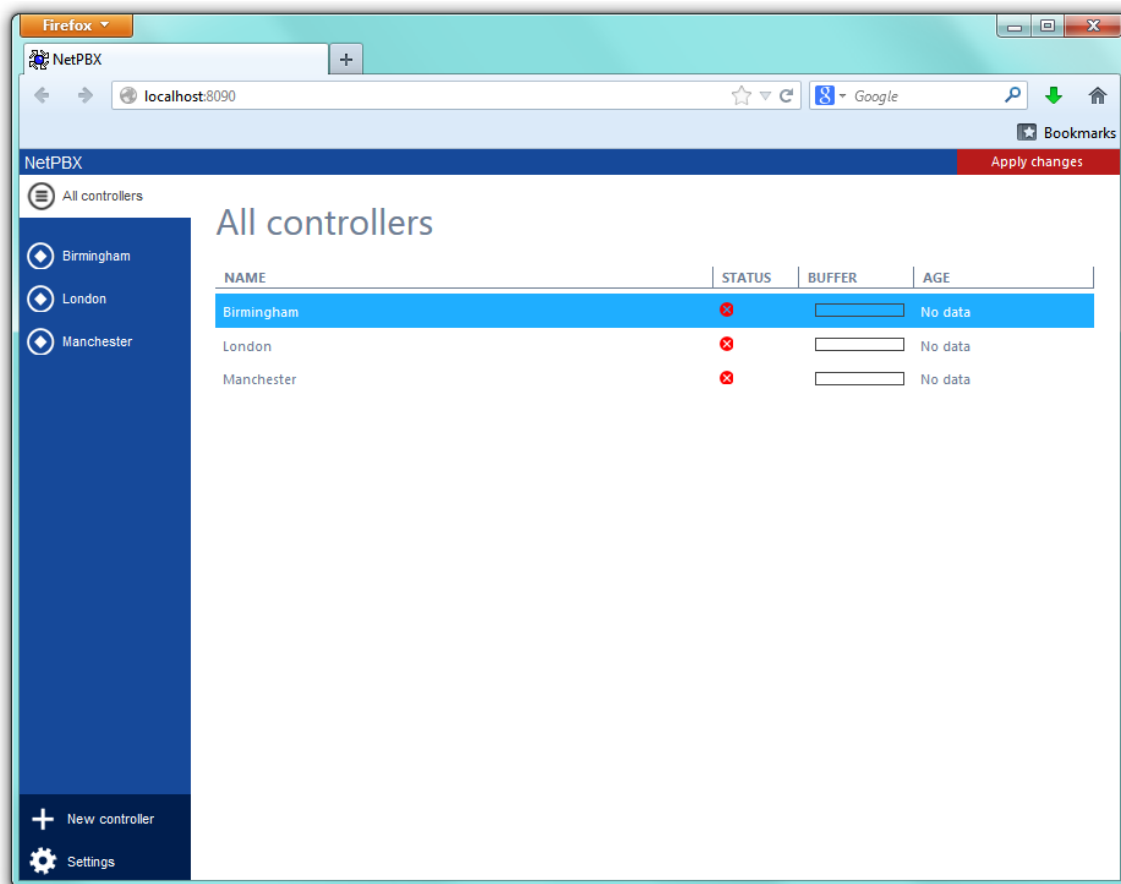 Firefox
NetPBX
localhost:8090
Google
Bookmarks
NetPBX
Apply changes
All controllers
Birmingham
London
Manchester
All controllers
NAME STATUS BUFFER AGE
Birmingham No data
London No data
Manchester No data
New controller
Settings